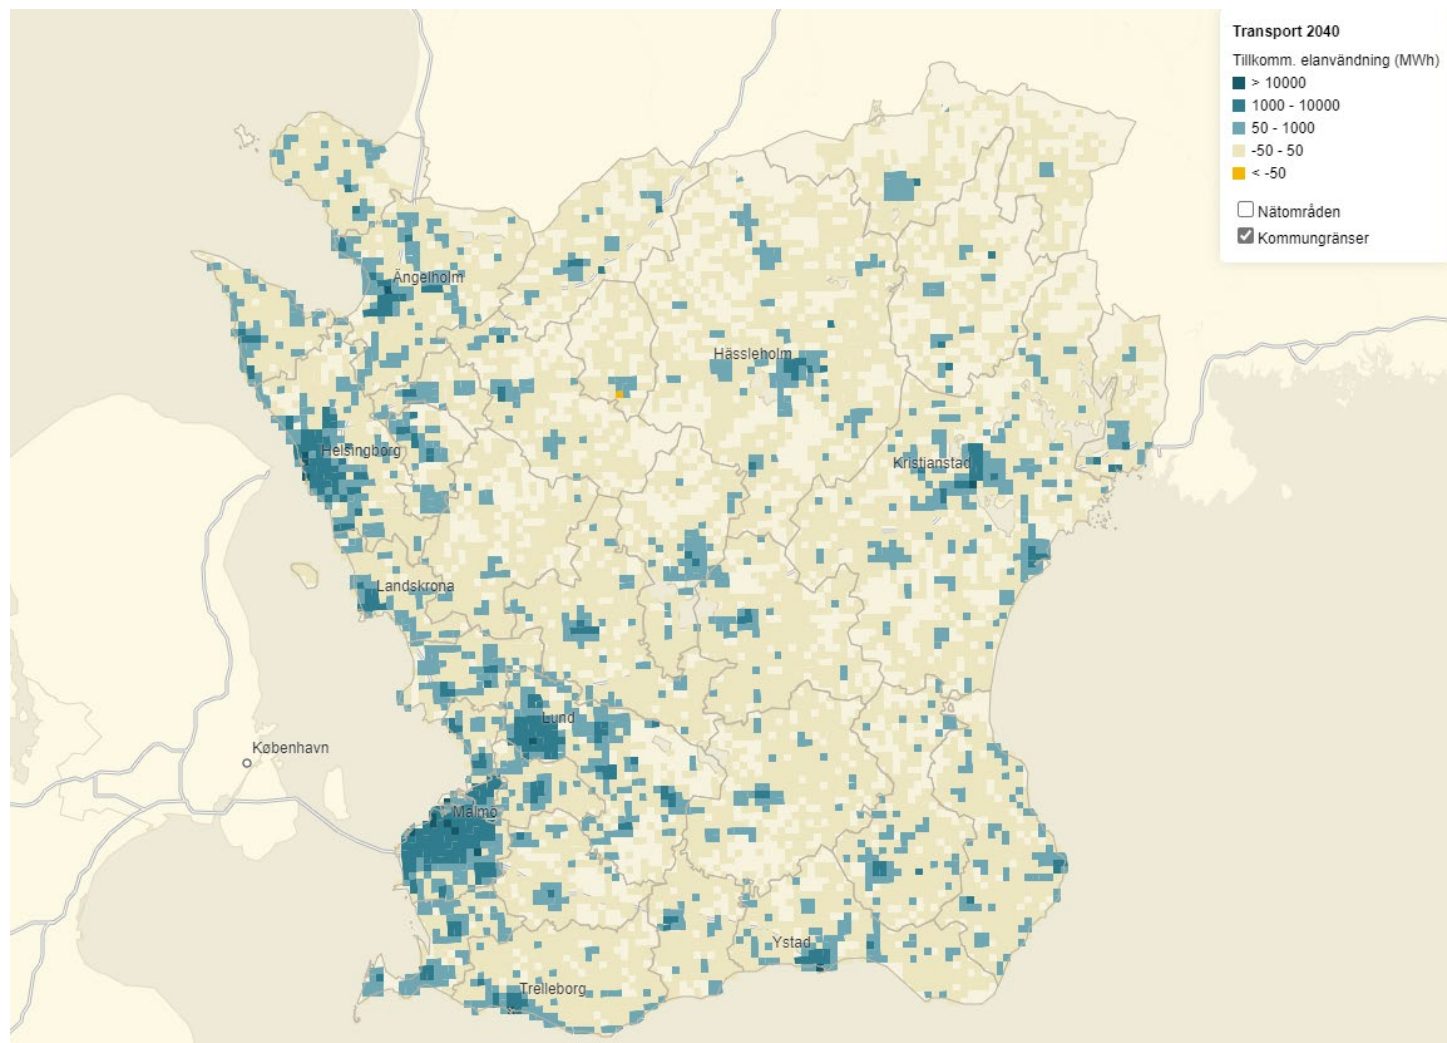 Transport 2040
Tillkomm. elanvändning (MWh)
> 10000
1000 - 10000
50 - 1000
-50 - 50
< -50
Nätområden
Kommungränser
Ängelholm
Hässleholm
Helsingborg
Kristianstad
Landskrona
Lund
København
Malmö
Ystad
Trelleborg